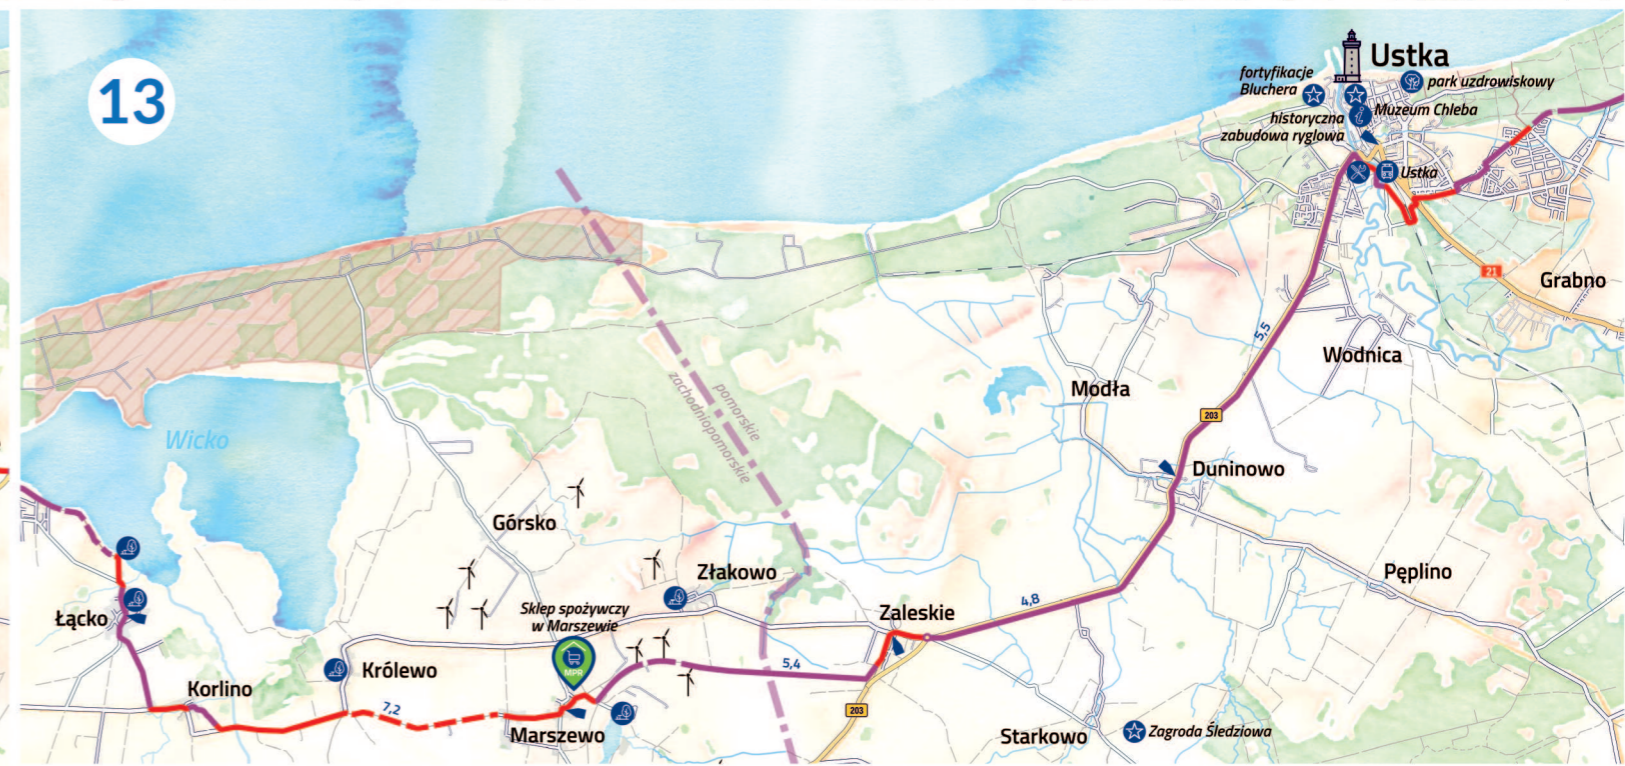 13
Ustka
fortyfikacje
Bluchera
park uzdrowiskowy
Muzeum Chleba
historyczna
zabudowa ryglowa
Ustka
21
Grabno
5,5
Wodnica
Modła
pomorskie
zachodniopomorskie
203
Wicko
Duninowo
Górsko
Złakowo
Pęplino
Sklep spożywczy
w Marszewie
MPR
4,8
Zaleskie
Łącko
Królewo
5,4
Korlino
7,2
203
Marszewo
Starkowo
Zagroda Śledziowa